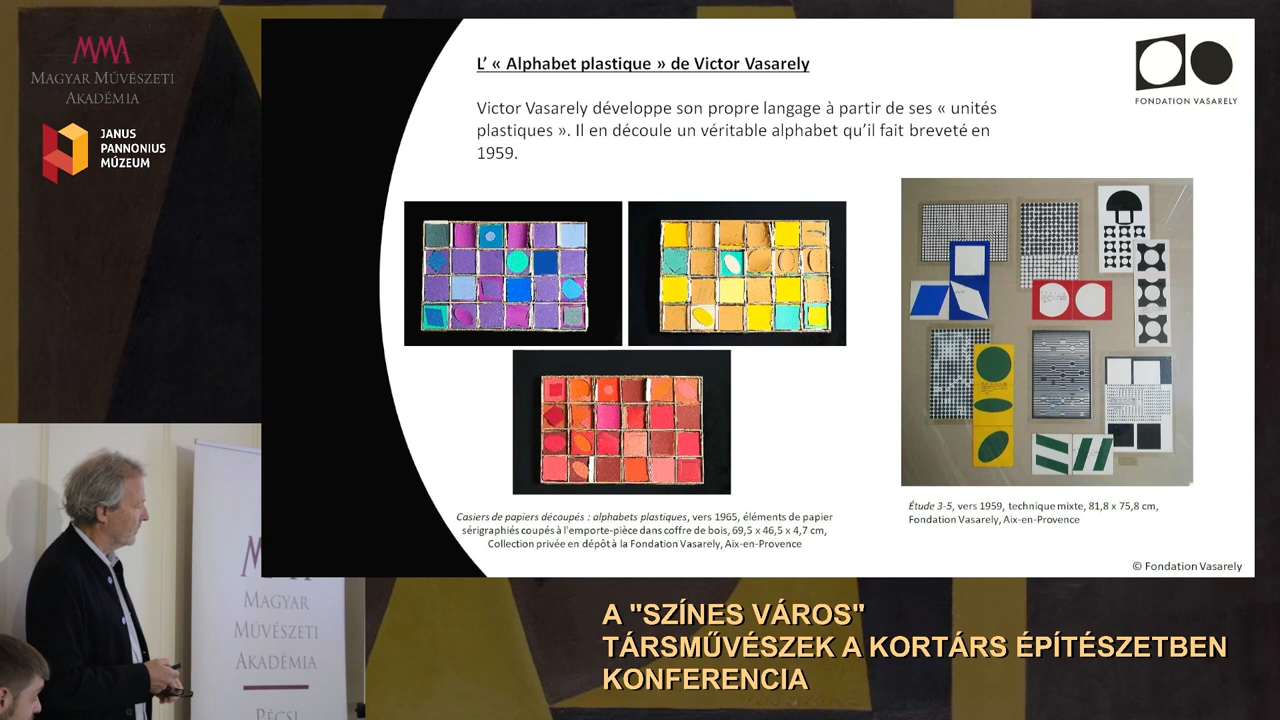 MMA
MAGYAR MŰVÉSZETI
AKADÉMIA
JANUS
PANNONIUS
MÚZEUM
L' « Alphabet plastique » de Victor Vasarely
Victor Vasarely développe son propre langage à partir de ses « unités
plastiques ». Il en découle un véritable alphabet qu'il fait breveté en
1959.
FONDATION VASARELY
Casiers de papiers découpés : alphabets plastiques, vers 1965, éléments de papier
sérigraphiés coupés à l'emporte-pièce dans coffre de bois, 69,5 x 46,5 x 4,7 cm,
Collection privée en dépôt à la Fondation Vasarely, Aix-en-Provence
Étude 3-5, vers 1959, technique mixte, 81,8 x 75,8 cm,
Fondation Vasarely, Aix-en-Provence
© Fondation Vasarely
MAGYAR
MŰVÉSZETI
AKADÉMIA
PÉCSI
A "SZÍNES VÁROS"
TÁRSMŰVÉSZEK A KORTÁRS ÉPÍTÉSZETBEN
KONFERENCIA